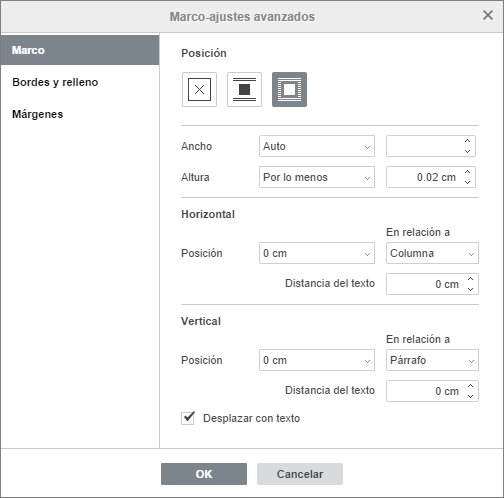 Marco-ajustes avanzados
Marco
Bordes y relleno
Márgenes
Posición
Ancho Auto
Altura Por lo menos 0.02 cm
Horizontal
En relación a
Posición 0 cm Columna
Distancia del texto 0 cm
Vertical
En relación a
Posición 0 cm Párrafo
Distancia del texto 0 cm
Desplazar con texto
OK Cancelar